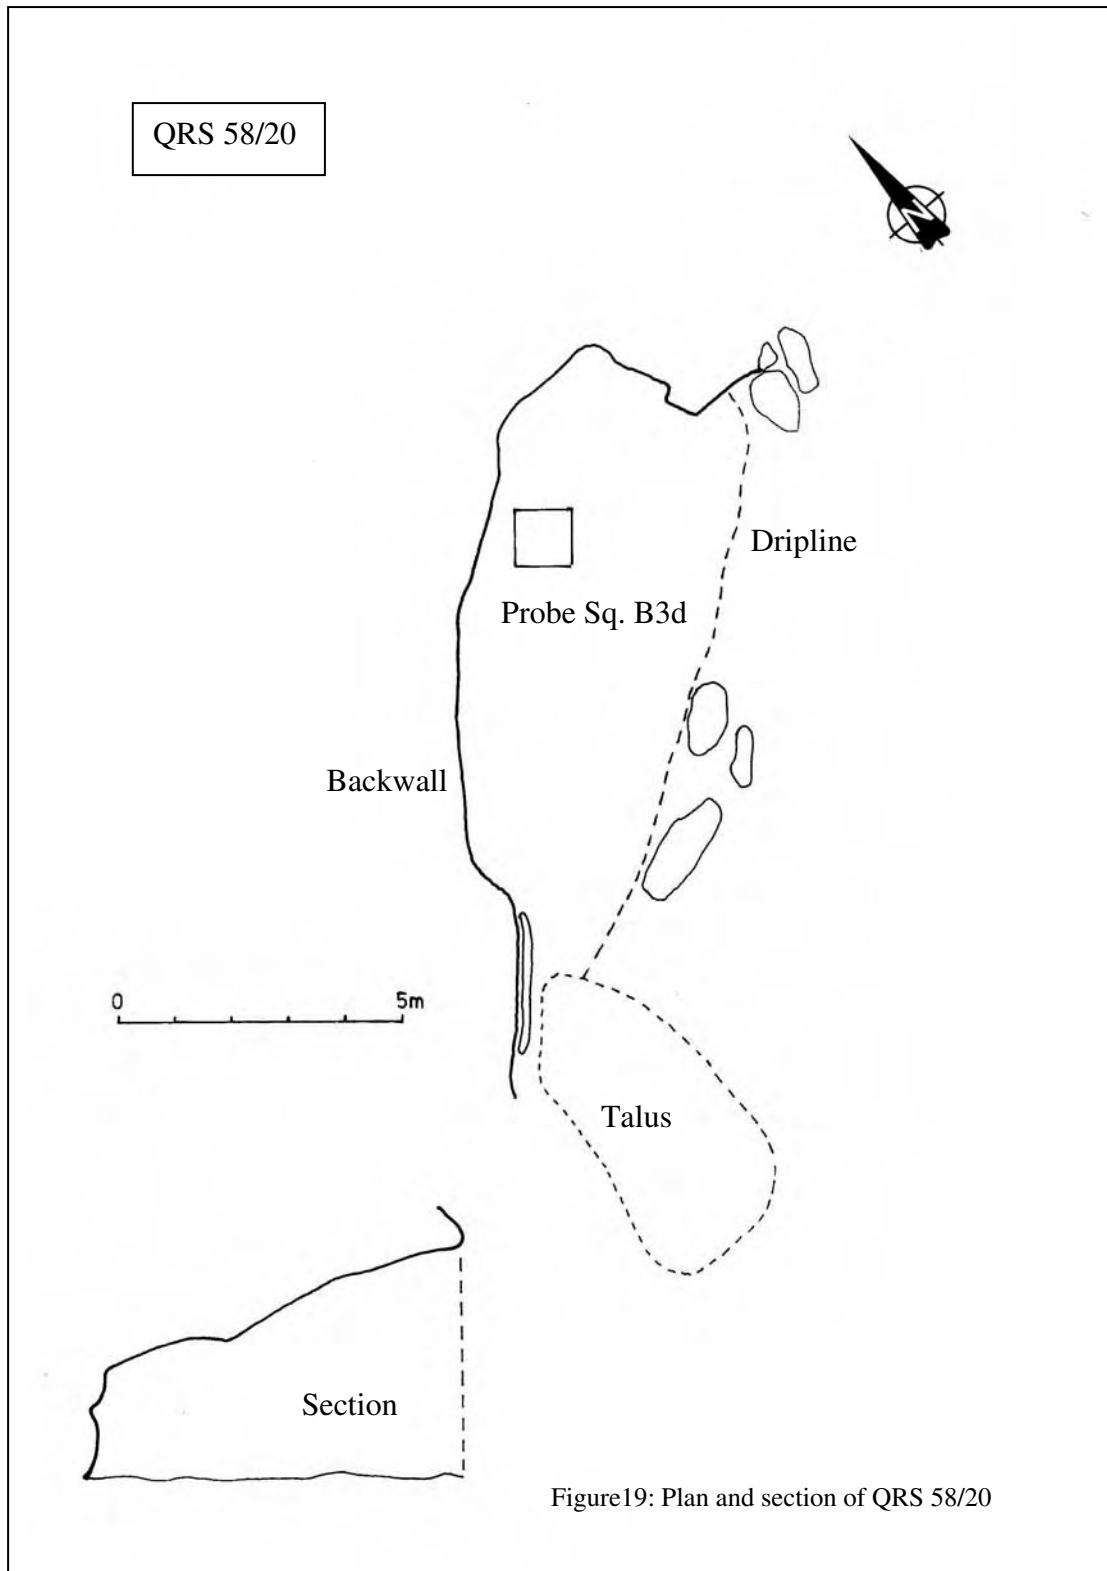 QRS 58/20
N
Dripline
Probe Sq. B3d
Backwall
0 5m
Talus
Section
Figure19: Plan and section of QRS 58/20